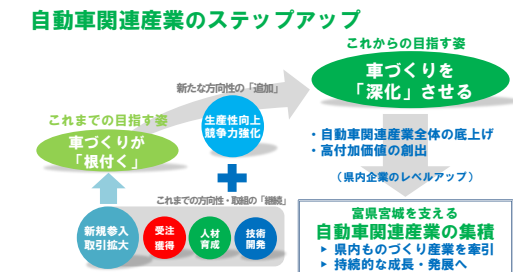 自動車関連産業のステップアップ
これからの目指す姿
車づくりを
「深化」させる
新たな方向性の「追加」
生産性向上
競争力強化
これまでの目指す姿
車づくりが
「根付く」
・自動車関連産業全体の底上げ
・高付加価値の創出
（県内企業のレベルアップ）
これまでの方向性・取組の「継続」
新規参入
取引拡大
受注
獲得
人材
育成
技術
開発
富県宮城を支える
自動車関連産業の集積
▶ 県内ものづくり産業を牽引
▶ 持続的な成長・発展へ